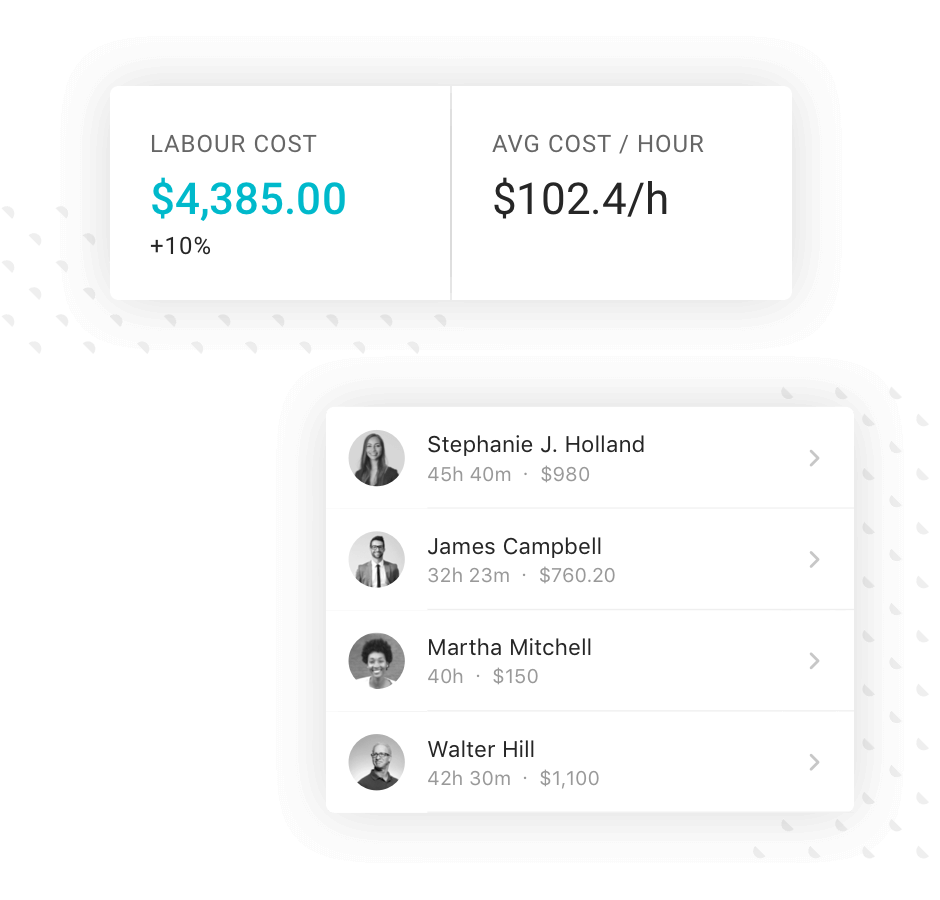 LABOUR COST
$4,385.00
+10%
AVG COST / HOUR
$102.4/h
Stephanie J. Holland
45h 40m · $980
James Campbell
32h 23m · $760.20
Martha Mitchell
40h · $150
Walter Hill
42h 30m · $1,100